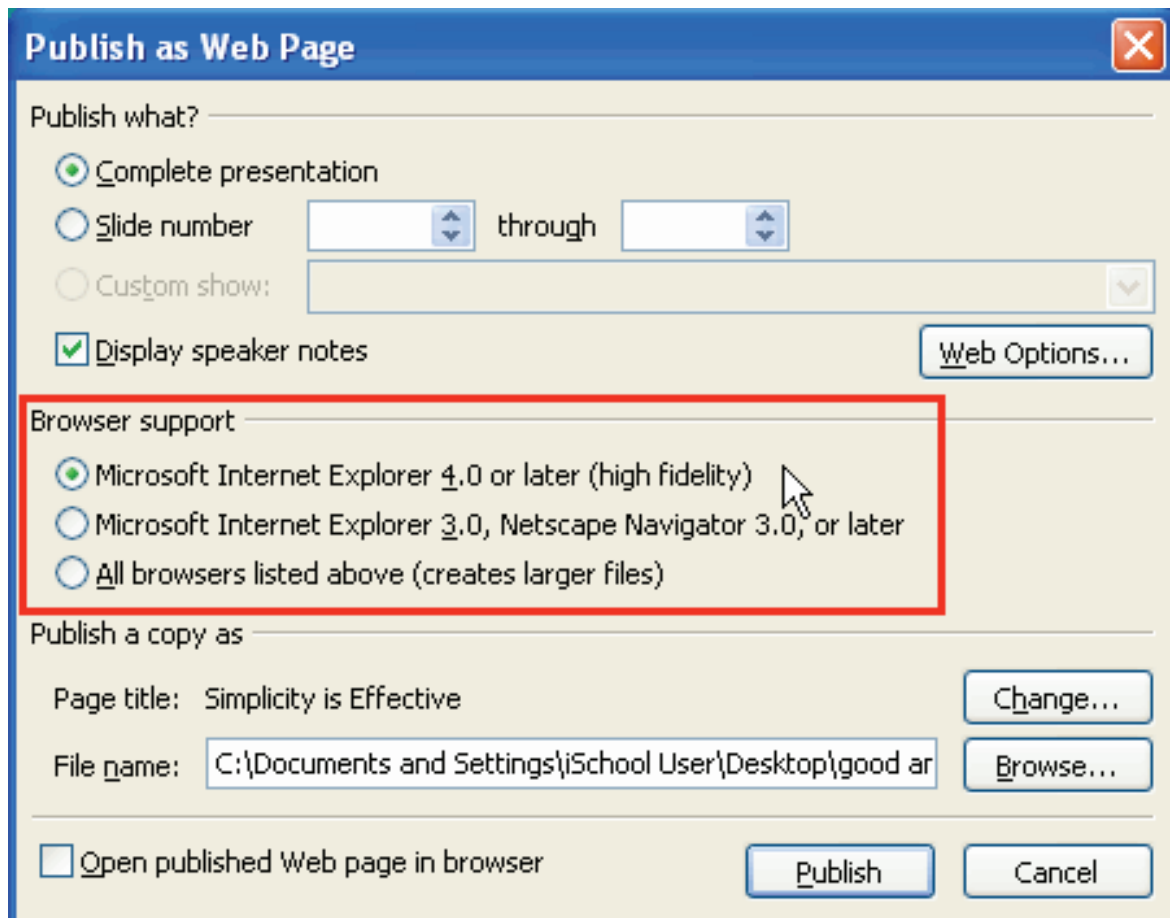 Publish as Web Page
Publish what?
Complete presentation
Slide number through
Custom show:
Display speaker notes
Web Options...
Browser support
Microsoft Internet Explorer 4.0 or later (high fidelity)
Microsoft Internet Explorer 3.0, Netscape Navigator 3.0, or later
All browsers listed above (creates larger files)
Publish a copy as
Page title: Simplicity is Effective Change...
File name: C:\Documents and Settings\iSchool User\Desktop\good ar Browse...
Open published Web page in browser Publish Cancel